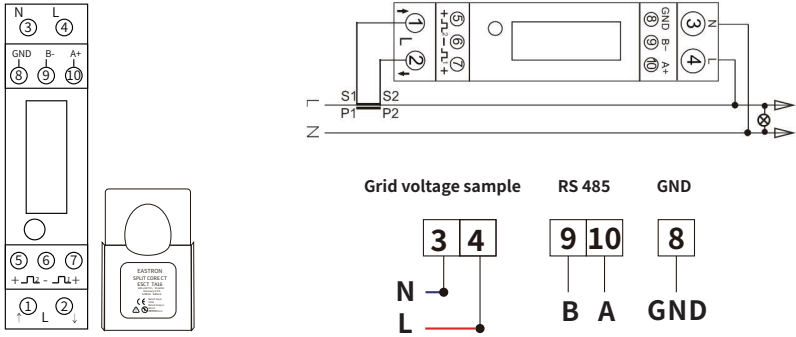 N L
③ ④
GND B- A+
⑧ ⑨ ⑩
⑤ ⑥ ⑦
+ 2 - 1 +
① ②
↑ L ↓
EASTRON
SPLIT CORE CT
ESCT TA16
① ⑤ ⑧ GND ③ N
L ⑥ ⑨ B-
② ⑦ ⑩ A+ ④ L
S1 S2
L
P1 P2
N
Grid voltage sample RS 485 GND
3 4 9 10 8
N
L
B A GND